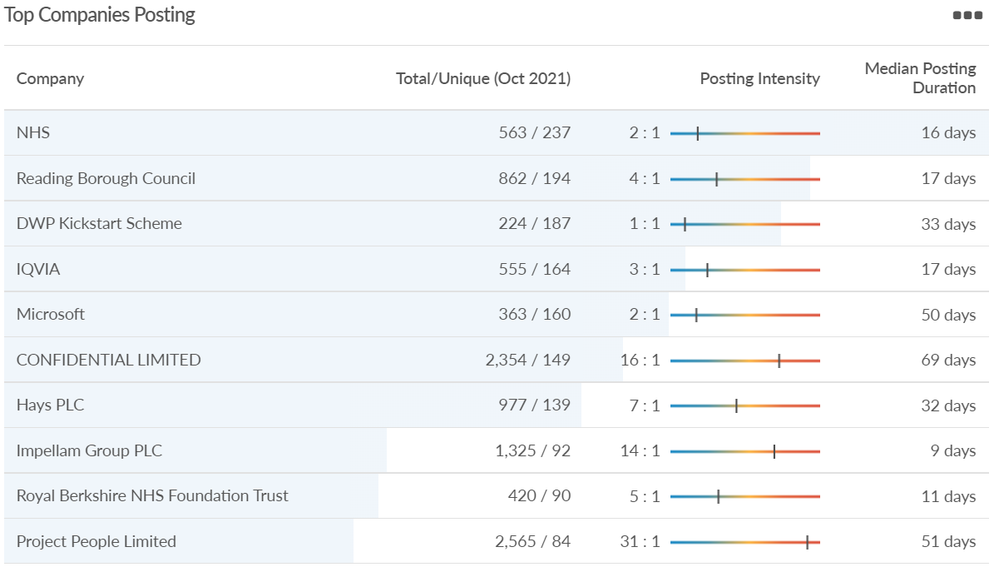 Top Companies Posting
Company Total/Unique (Oct 2021) Posting Intensity Median Posting Duration
NHS 563 / 237 2 : 1 16 days
Reading Borough Council 862 / 194 4 : 1 17 days
DWP Kickstart Scheme 224 / 187 1 : 1 33 days
IQVIA 555 / 164 3 : 1 17 days
Microsoft 363 / 160 2 : 1 50 days
CONFIDENTIAL LIMITED 2,354 / 149 16 : 1 69 days
Hays PLC 977 / 139 7 : 1 32 days
Impellam Group PLC 1,325 / 92 14 : 1 9 days
Royal Berkshire NHS Foundation Trust 420 / 90 5 : 1 11 days
Project People Limited 2,565 / 84 31 : 1 51 days